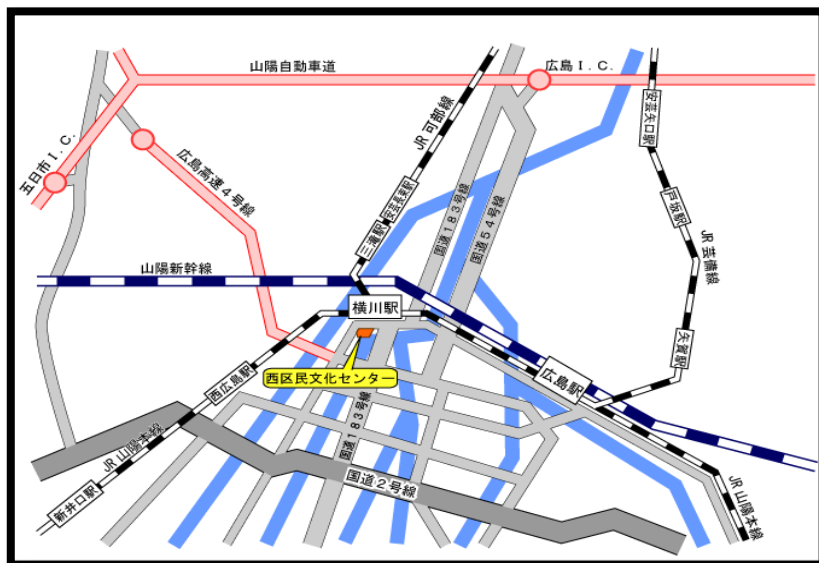 山陽自動車道
広島I.C.
五日市I.C.
広島高速4号線
JR可部線
安芸長束駅
三滝駅
国道183号線
国道54号線
安芸矢口駅
戸坂駅
JR芸備線
矢賀駅
山陽新幹線
横川駅
西広島駅
西区民文化センター
広島駅
国道183号線
JR山陽本線
新井口駅
国道2号線
JR山陽本線